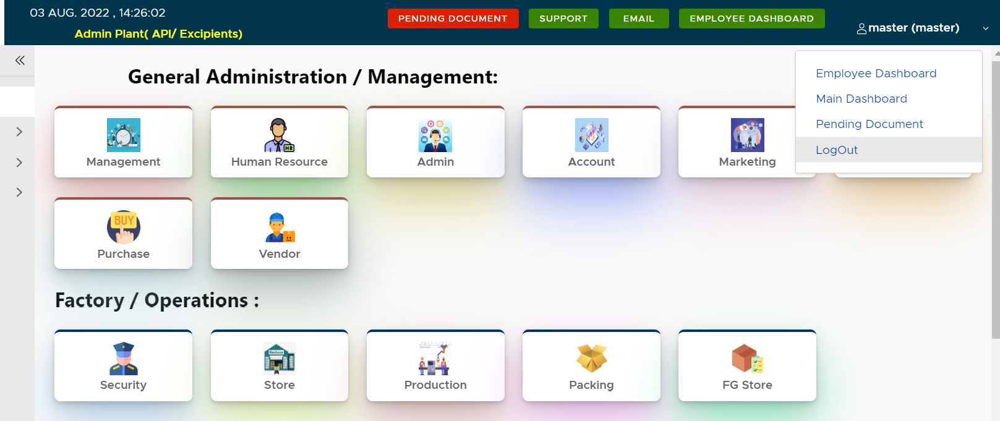 03 AUG. 2022 , 14:26:02
Admin Plant( API/ Excipients)
PENDING DOCUMENT
SUPPORT
EMAIL
EMPLOYEE DASHBOARD
master (master)
Employee Dashboard
Main Dashboard
Pending Document
LogOut
General Administration / Management:
Management
HR
Human Resource
Admin
Account
Marketing
BUY
Purchase
Vendor
Factory / Operations :
Security
Warehouse
Store
Production
Packing
FG Store